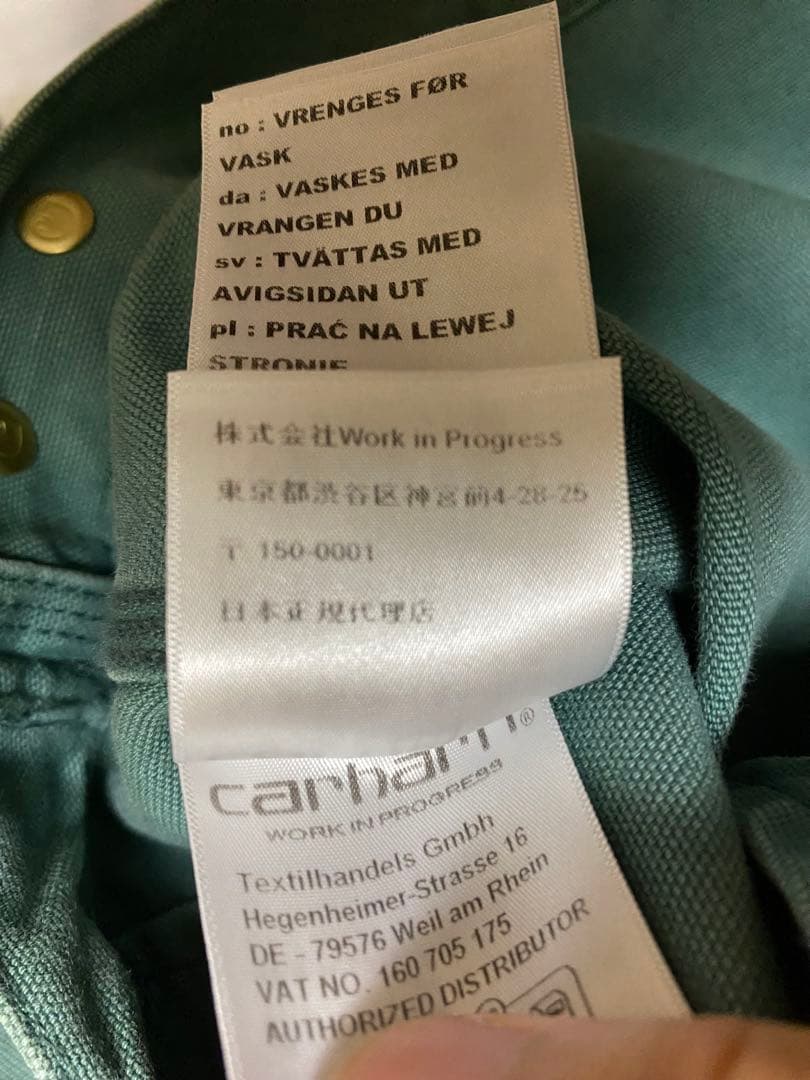 no : VRENGES FØR
VASK
da : VASKES MED
VRANGEN DU
sv : TVÄTTAS MED
AVIGSIDAN UT
pl : PRAĆ NA LEWEJ
STRONIE
株式会社Work in Progress
東京都渋谷区神宮前4-28-25
〒 150-0001
日本正規代理店
carhartt®
WORK IN PROGRESS
Textilhandels Gmbh
Hegenheimer-Strasse 16
DE - 79576 Weil am Rhein
VAT NO. 160 705 175
AUTHORIZED DISTRIBUTOR